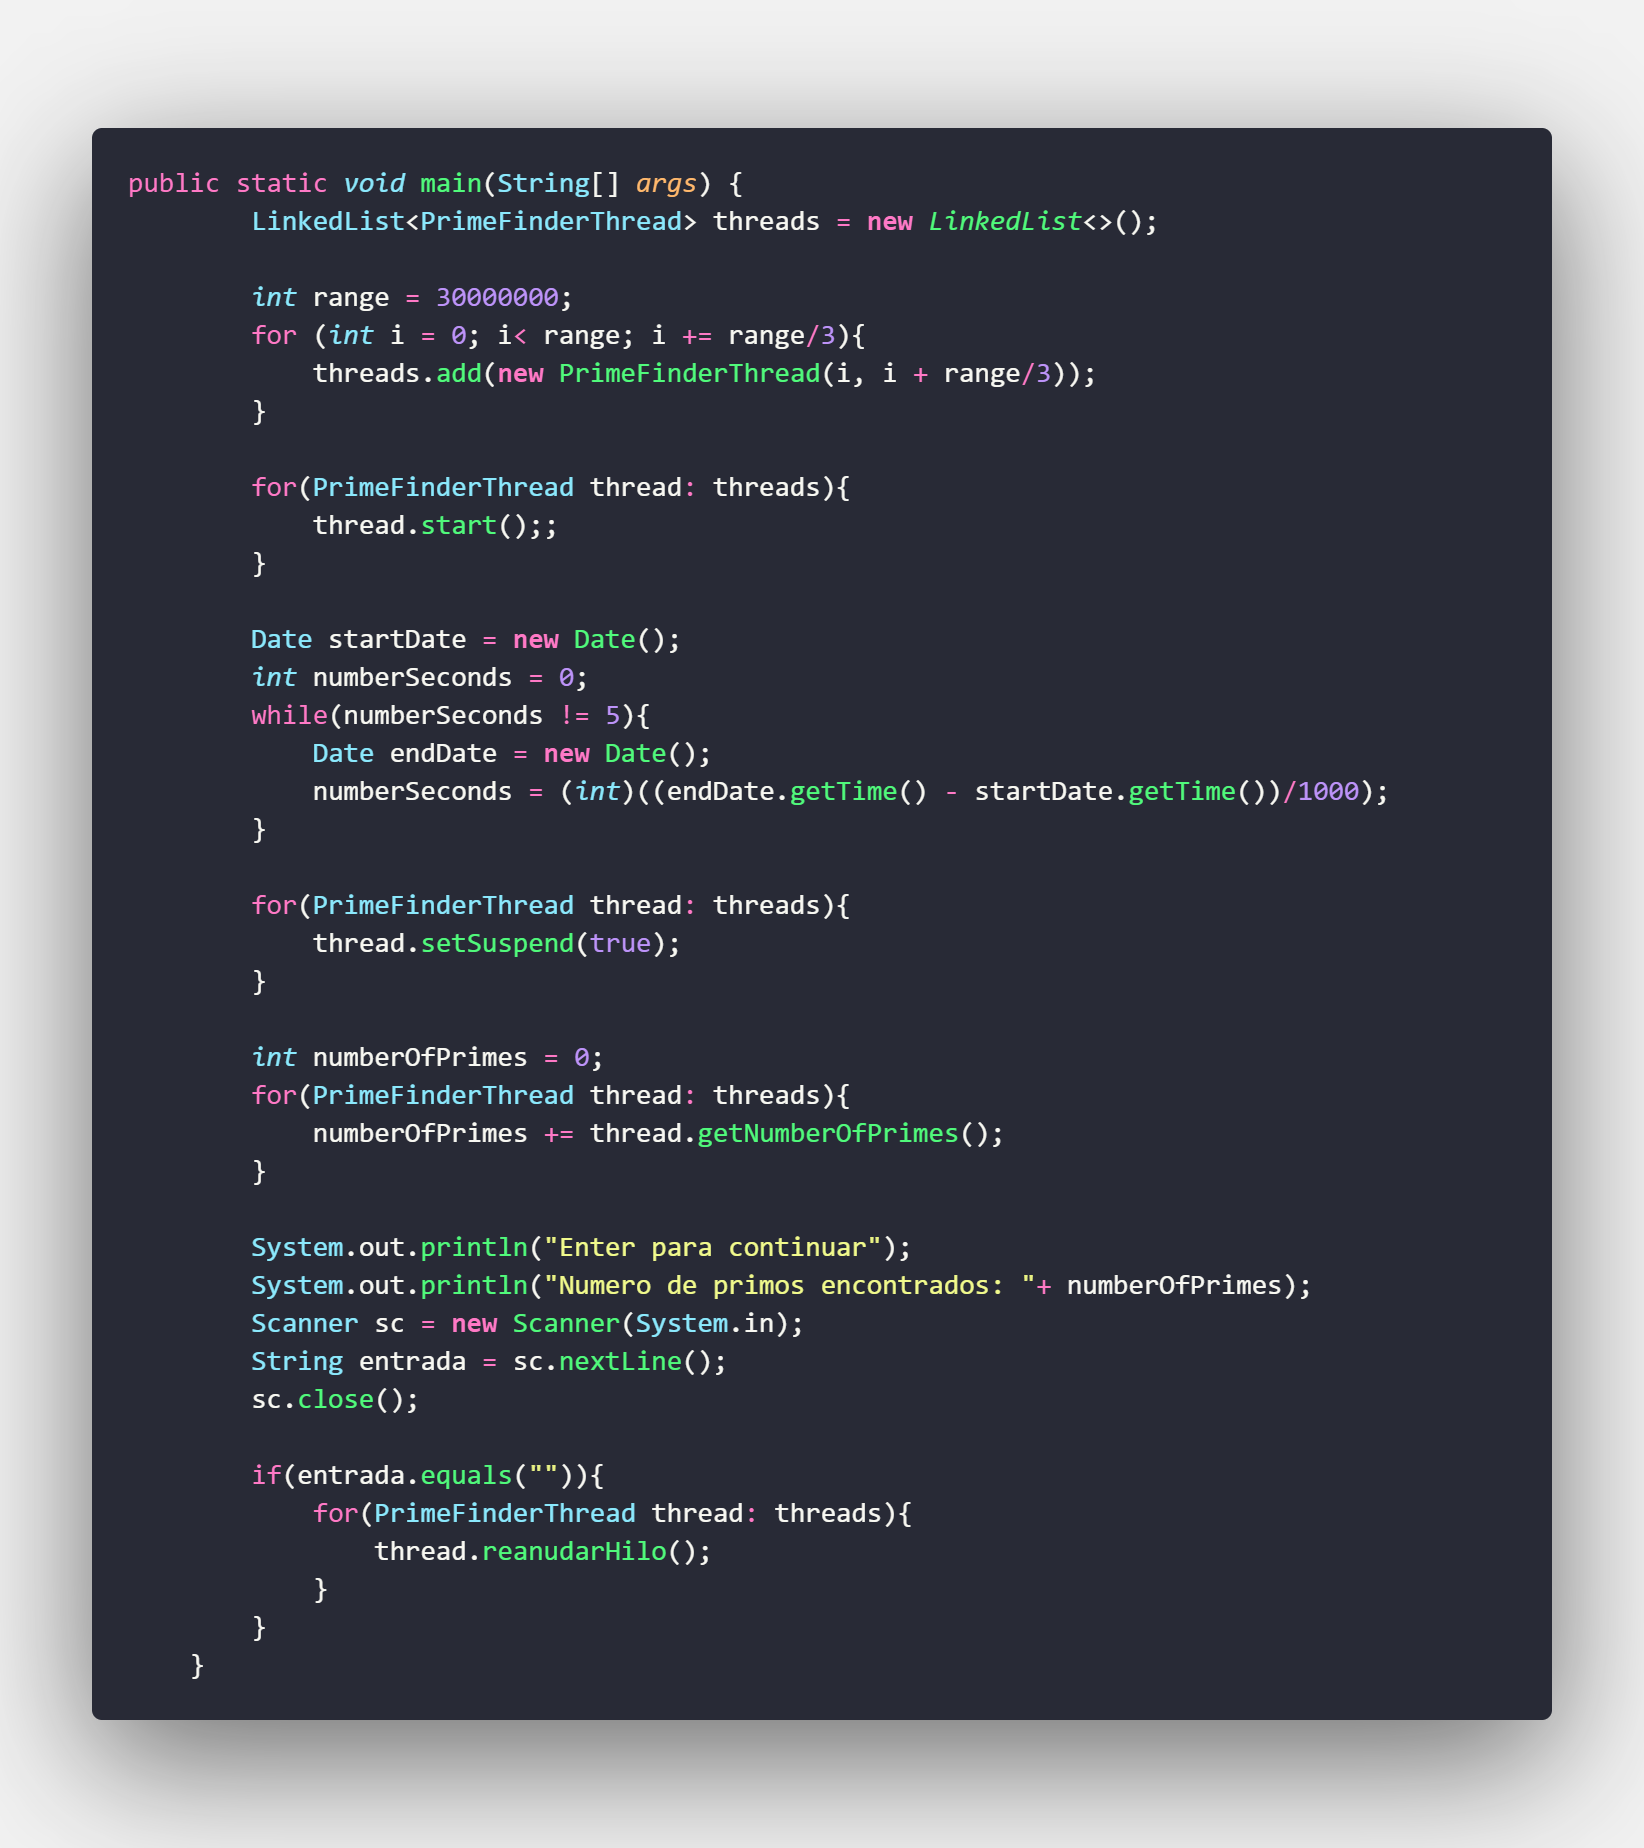 public static void main(String[] args) {
        LinkedList<PrimeFinderThread> threads = new LinkedList<>();

        int range = 30000000;
        for (int i = 0; i< range; i += range/3){
            threads.add(new PrimeFinderThread(i, i + range/3));
        }

        for(PrimeFinderThread thread: threads){
            thread.start();;
        }

        Date startDate = new Date();
        int numberSeconds = 0;
        while(numberSeconds != 5){
            Date endDate = new Date();
            numberSeconds = (int)((endDate.getTime() - startDate.getTime())/1000);
        }

        for(PrimeFinderThread thread: threads){
            thread.setSuspend(true);
        }

        int numberOfPrimes = 0;
        for(PrimeFinderThread thread: threads){
            numberOfPrimes += thread.getNumberOfPrimes();
        }

        System.out.println("Enter para continuar");
        System.out.println("Numero de primos encontrados: "+ numberOfPrimes);
        Scanner sc = new Scanner(System.in);
        String entrada = sc.nextLine();
        sc.close();

        if(entrada.equals("")){
            for(PrimeFinderThread thread: threads){
                thread.reanudarHilo();
            }
        }
    }